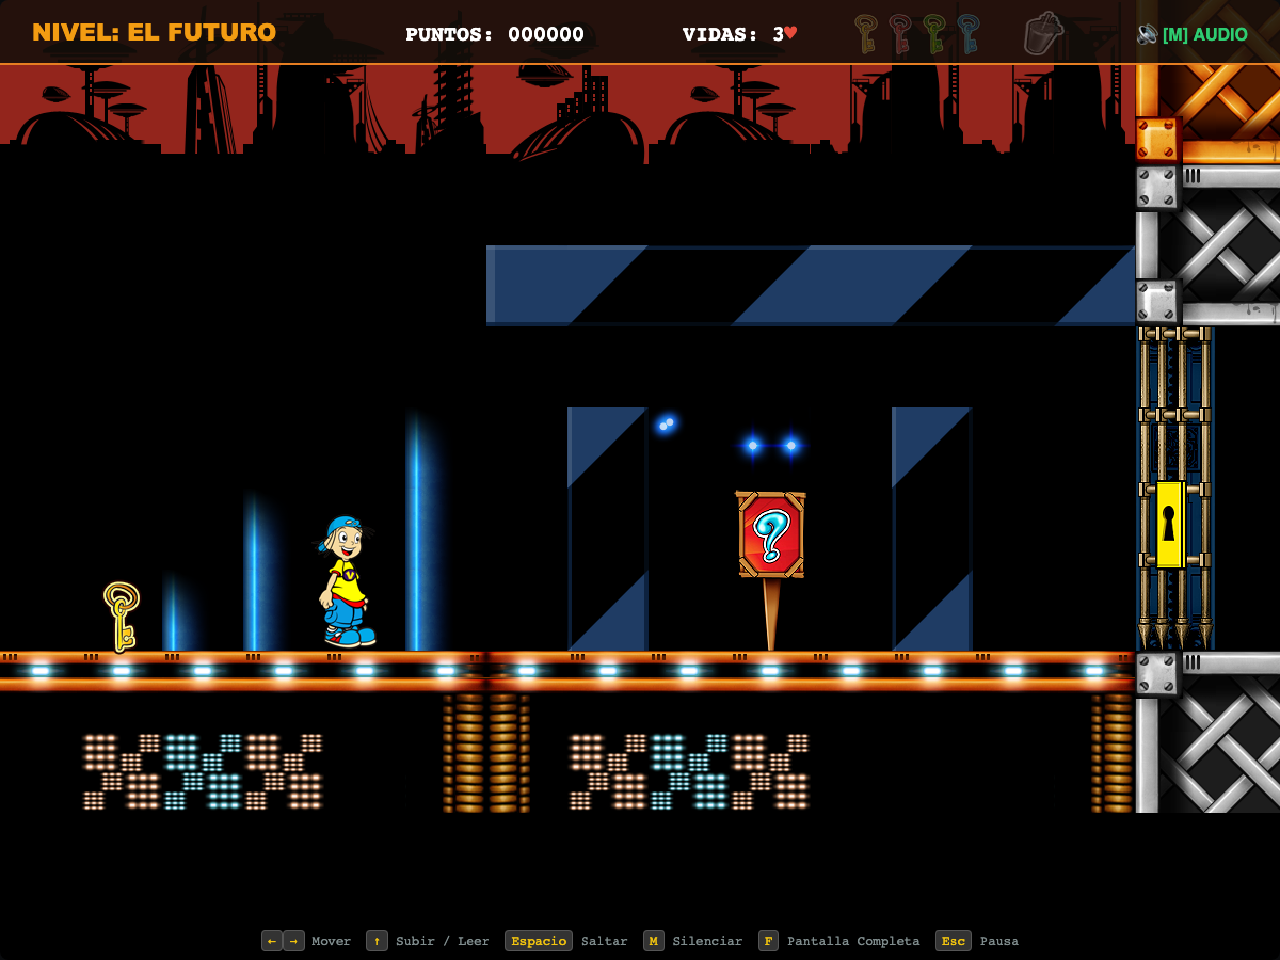 NIVEL: EL FUTURO
PUNTOS: 000000
VIDAS: 3♥
[M] AUDIO
?
← → Mover ↑ Subir / Leer Espacio Saltar M Silenciar F Pantalla Completa Esc Pausa